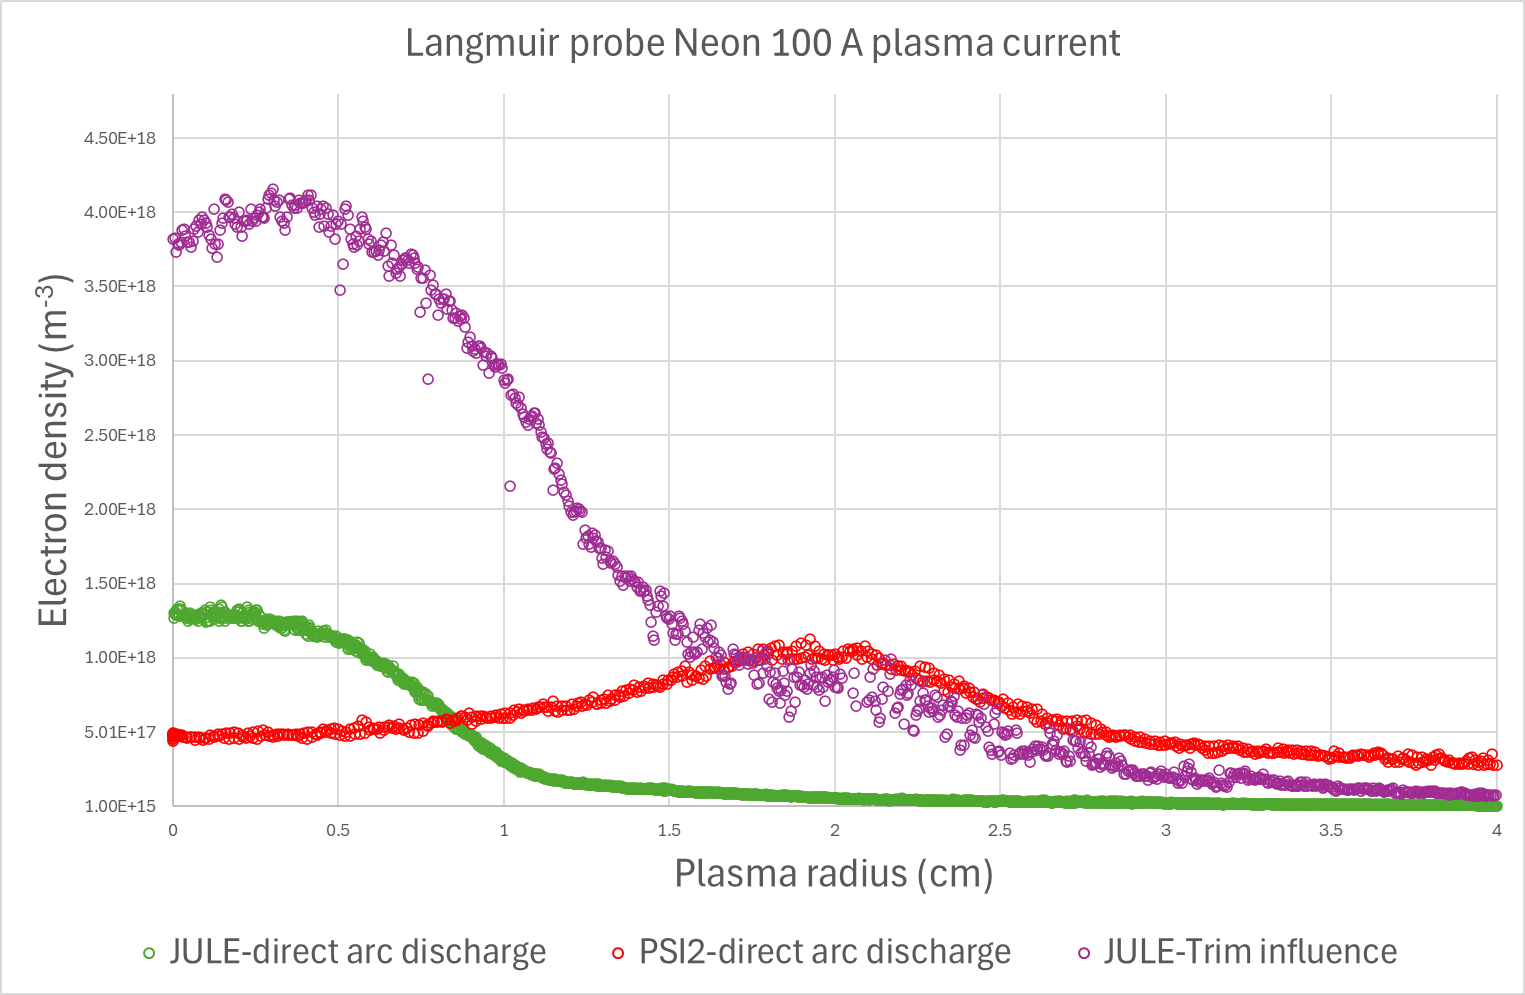 Langmuir probe Neon 100 A plasma current
Electron density (m⁻³)
4.50E+18
4.00E+18
3.50E+18
3.00E+18
2.50E+18
2.00E+18
1.50E+18
1.00E+18
5.01E+17
1.00E+15
0 0.5 1 1.5 2 2.5 3 3.5 4
Plasma radius (cm)
JULE-direct arc discharge PSI2-direct arc discharge JULE-Trim influence